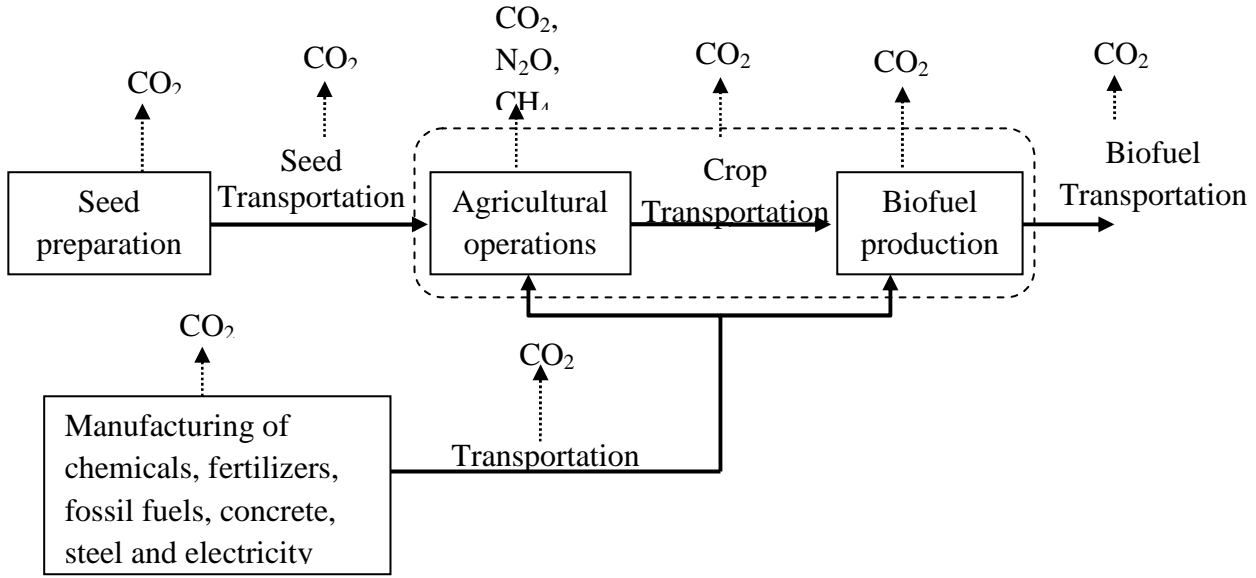 CO₂
CO₂
CO₂,
N₂O,
CH₄
CO₂
CO₂
CO₂
Seed
preparation
Seed
Transportation
Agricultural
operations
Crop
Transportation
Biofuel
production
Biofuel
Transportation
CO₂
CO₂
Manufacturing of
chemicals, fertilizers,
fossil fuels, concrete,
steel and electricity
Transportation